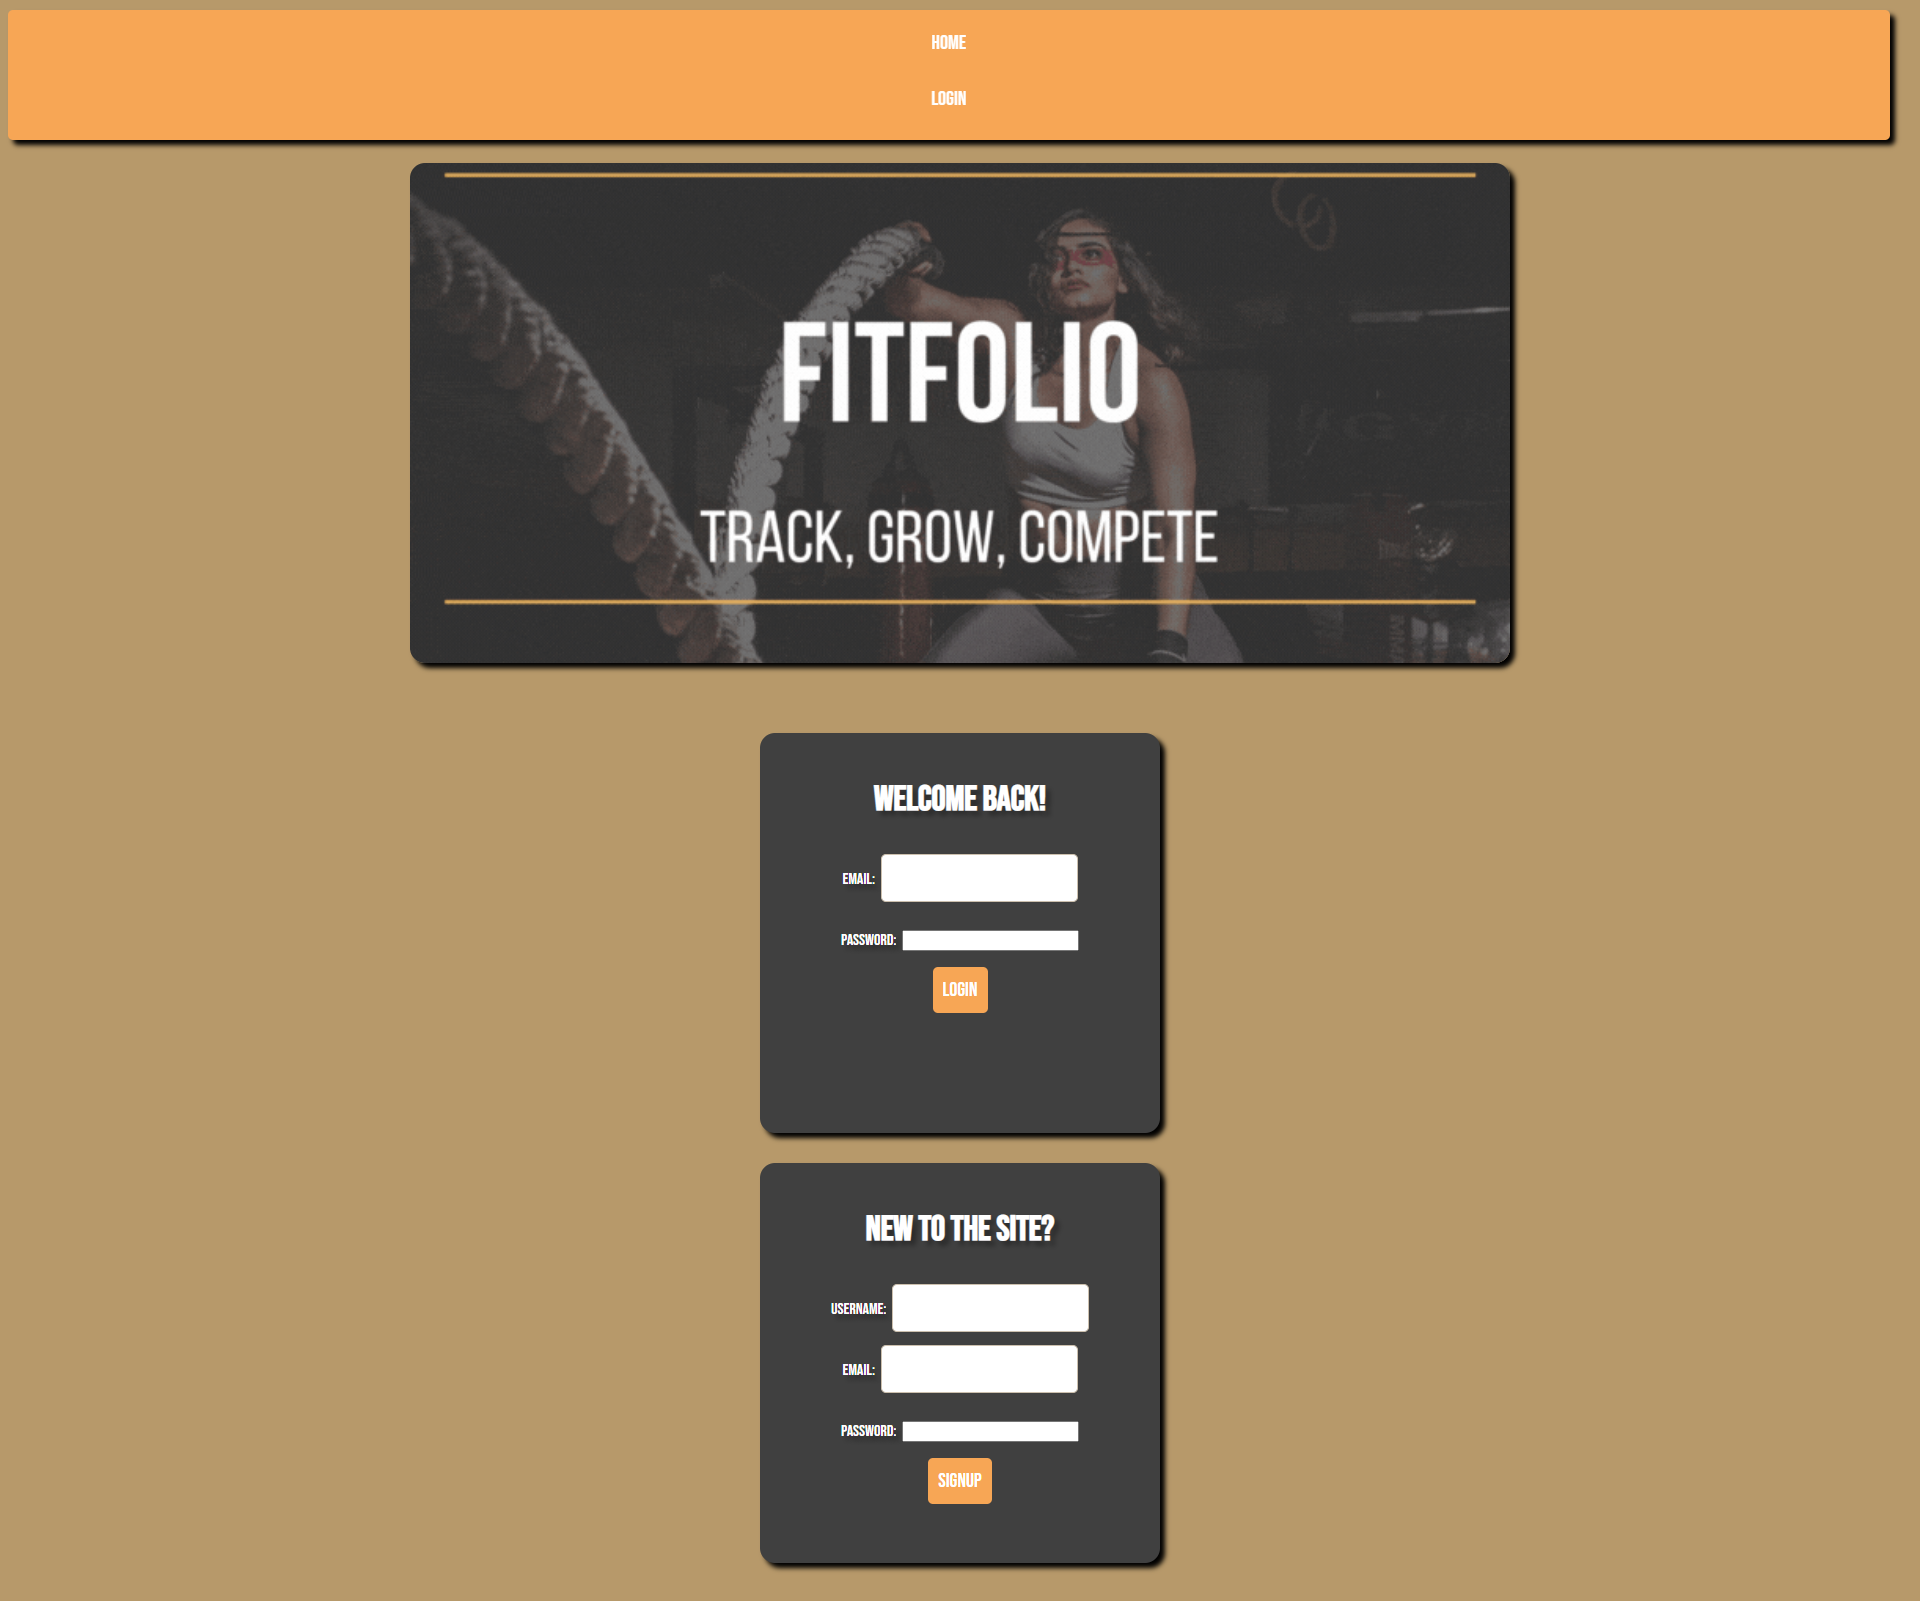 HOME
LOGIN
FITFOLIO
TRACK, GROW, COMPETE
WELCOME BACK!
EMAIL:
PASSWORD:
LOGIN
NEW TO THE SITE?
USERNAME:
EMAIL:
PASSWORD:
SIGNUP